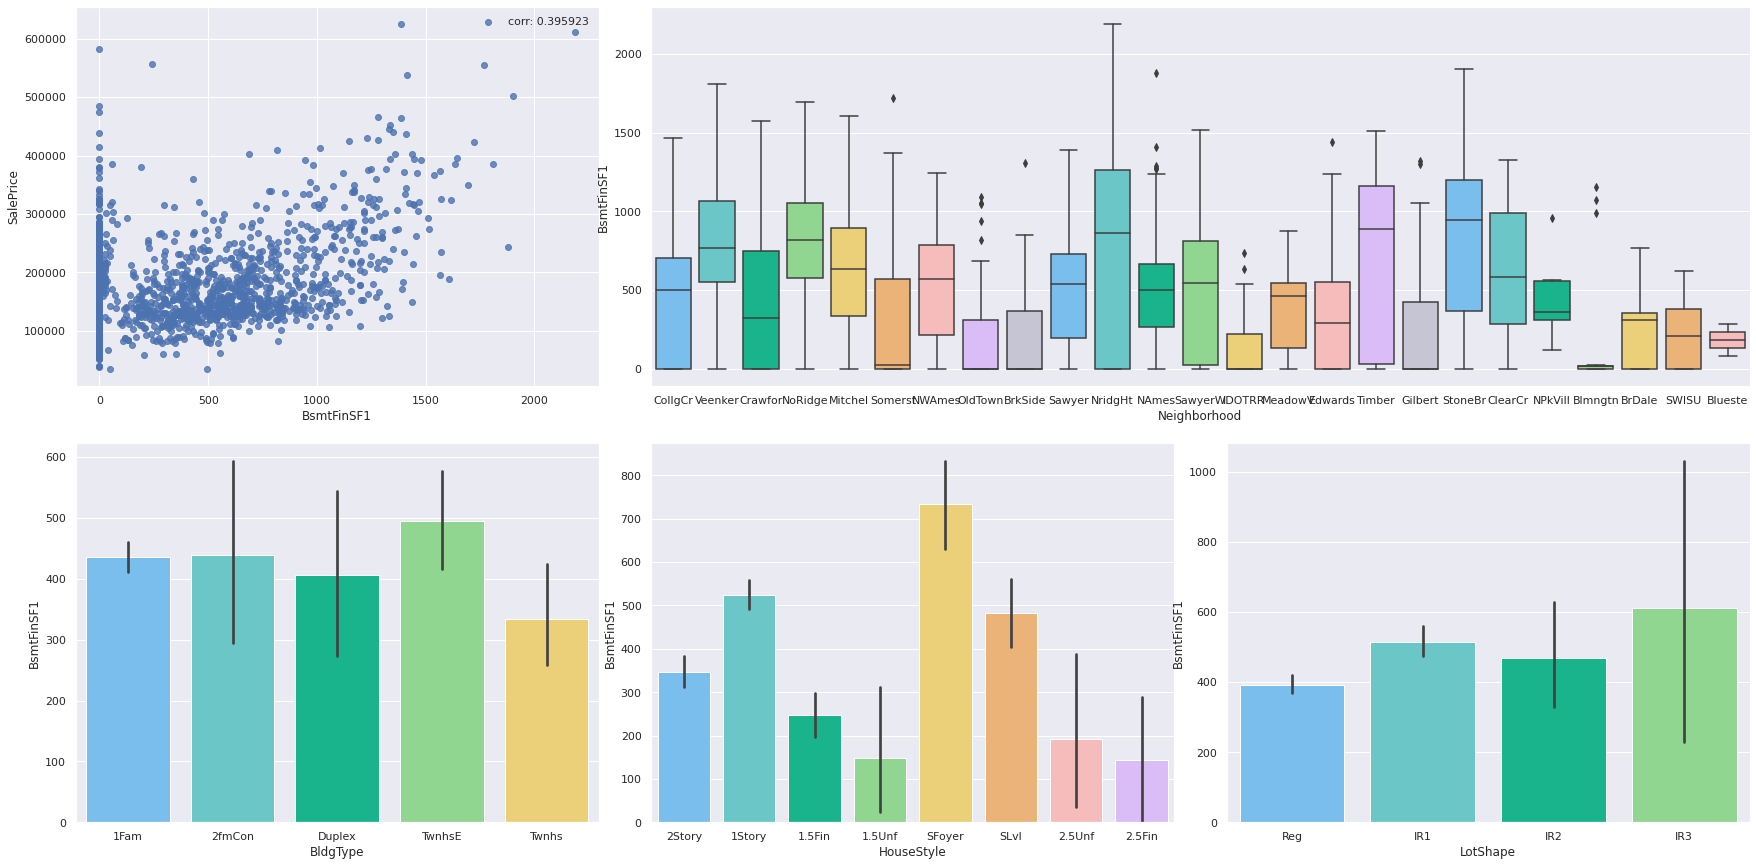 corr: 0.395923
600000
500000
400000
300000
200000
100000
SalePrice
0 500 1000 1500 2000
BsmtFinSF1
2000
1500
1000
500
0
BsmtFinSF1
CollgCr Veenker Crawfor NoRidge Mitchel Somerst NWAmes OldTown BrkSide Sawyer NridgHt NAmes SawyerW IDOTRR MeadowV Edwards Timber Gilbert StoneBr ClearCr NPkVill Blmngtn BrDale SWISU Blueste
Neighborhood
600
500
400
300
200
100
0
BsmtFinSF1
1Fam 2fmCon Duplex TwnhsE Twnhs
BldgType
800
700
600
500
400
300
200
100
0
BsmtFinSF1
2Story 1Story 1.5Fin 1.5Unf SFoyer SLvl 2.5Unf 2.5Fin
HouseStyle
1000
800
600
400
200
0
BsmtFinSF1
Reg IR1 IR2 IR3
LotShape